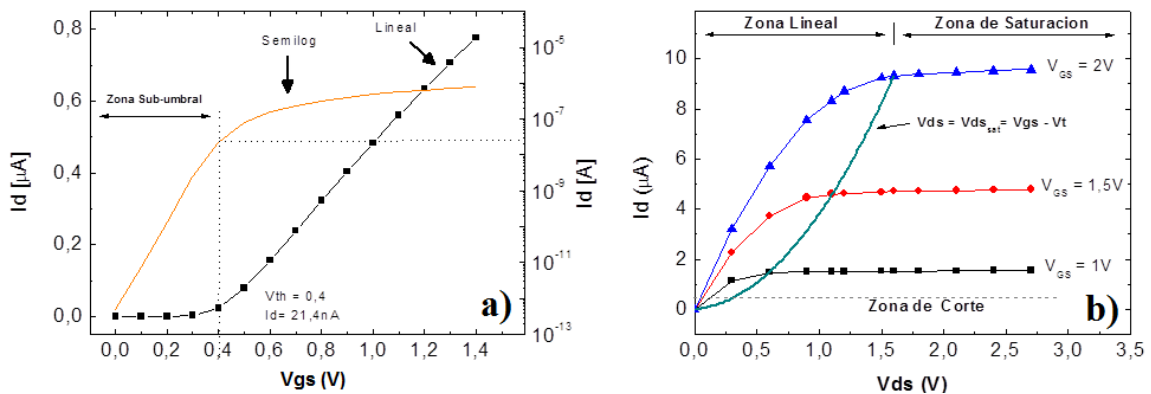 0,8
0,6
0,4
0,2
0,0
Id [µA]
Semilog
Lineal
Zona Sub-umbral
Vth = 0,4
Id= 21,4nA
a)
10⁻⁵
10⁻⁷
10⁻⁹
10⁻¹¹
10⁻¹³
Id [A]
0,0 0,2 0,4 0,6 0,8 1,0 1,2 1,4
Vgs (V)
Zona Lineal
Zona de Saturacion
10
8
6
4
2
0
Id (µA)
V_GS = 2V
Vds = Vds_sat = Vgs - Vt
V_GS = 1.5V
V_GS = 1V
Zona de Corte
b)
0,0 0,5 1,0 1,5 2,0 2,5 3,0 3,5
Vds (V)